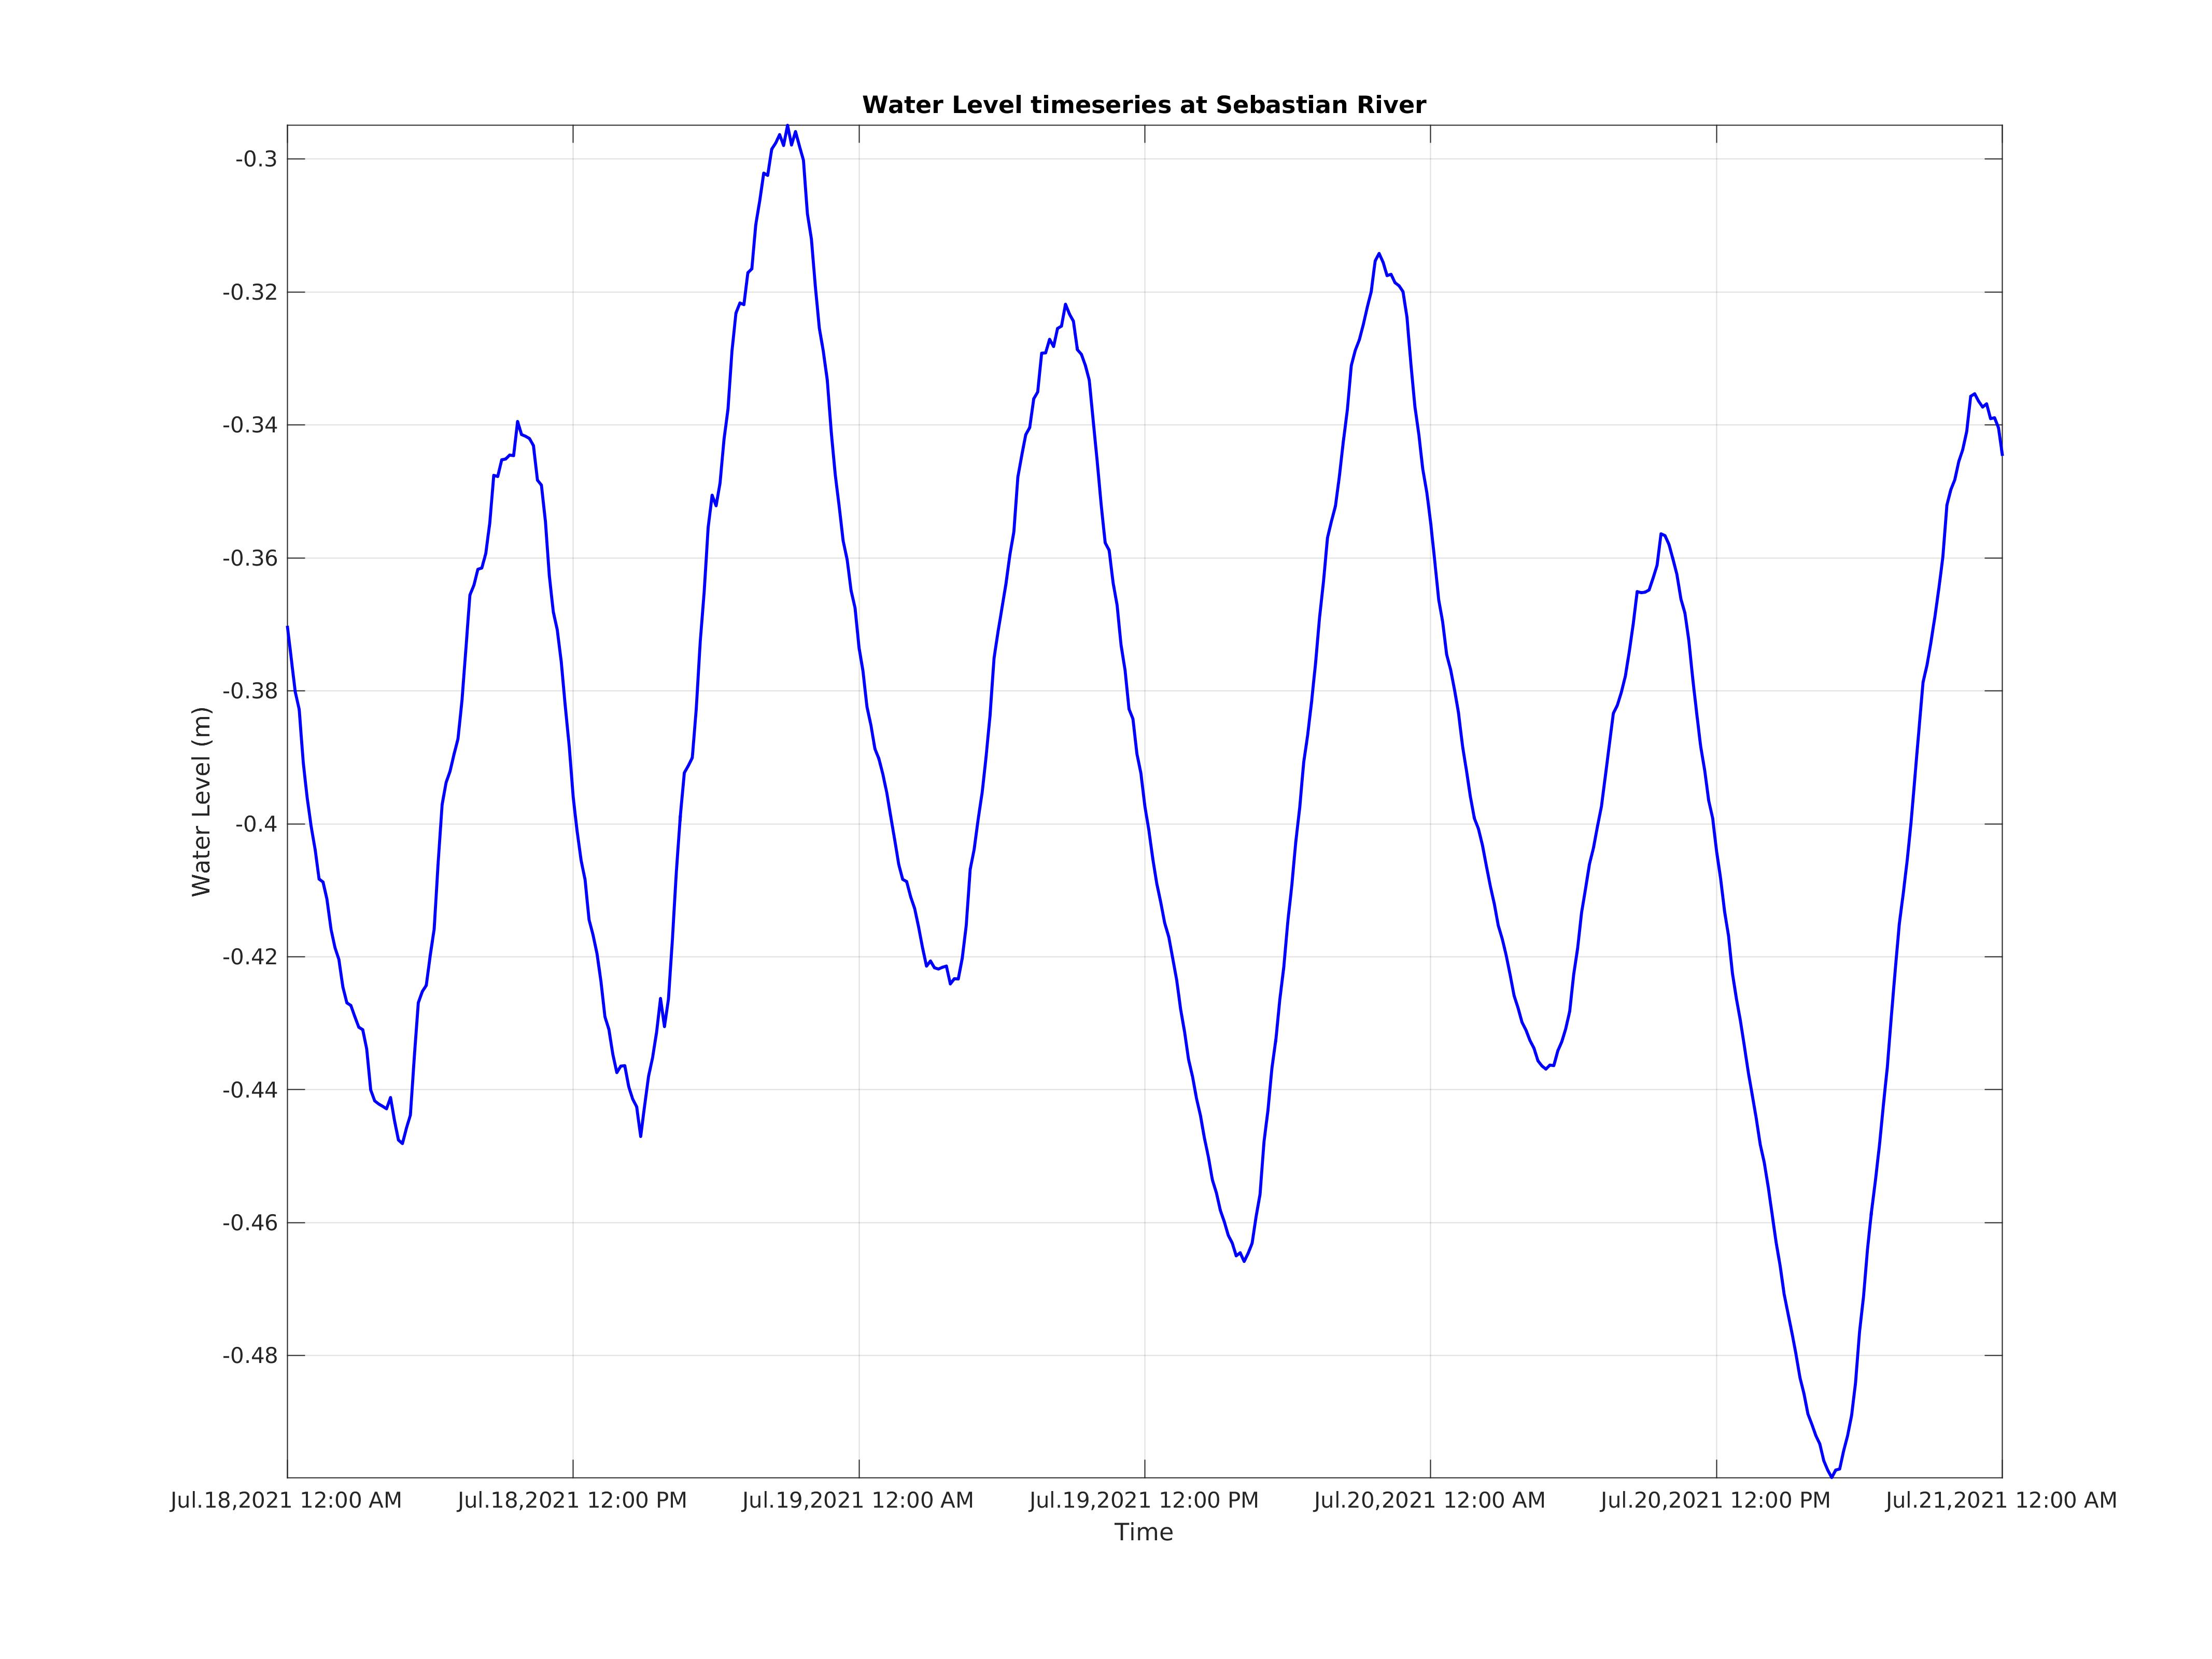 Water Level timeseries at Sebastian River
-0.3
-0.32
-0.34
-0.36
-0.38
-0.4
-0.42
-0.44
-0.46
-0.48
Water Level (m)
Jul.18,2021 12:00 AM Jul.18,2021 12:00 PM Jul.19,2021 12:00 AM Jul.19,2021 12:00 PM Jul.20,2021 12:00 AM Jul.20,2021 12:00 PM Jul.21,2021 12:00 AM
Time